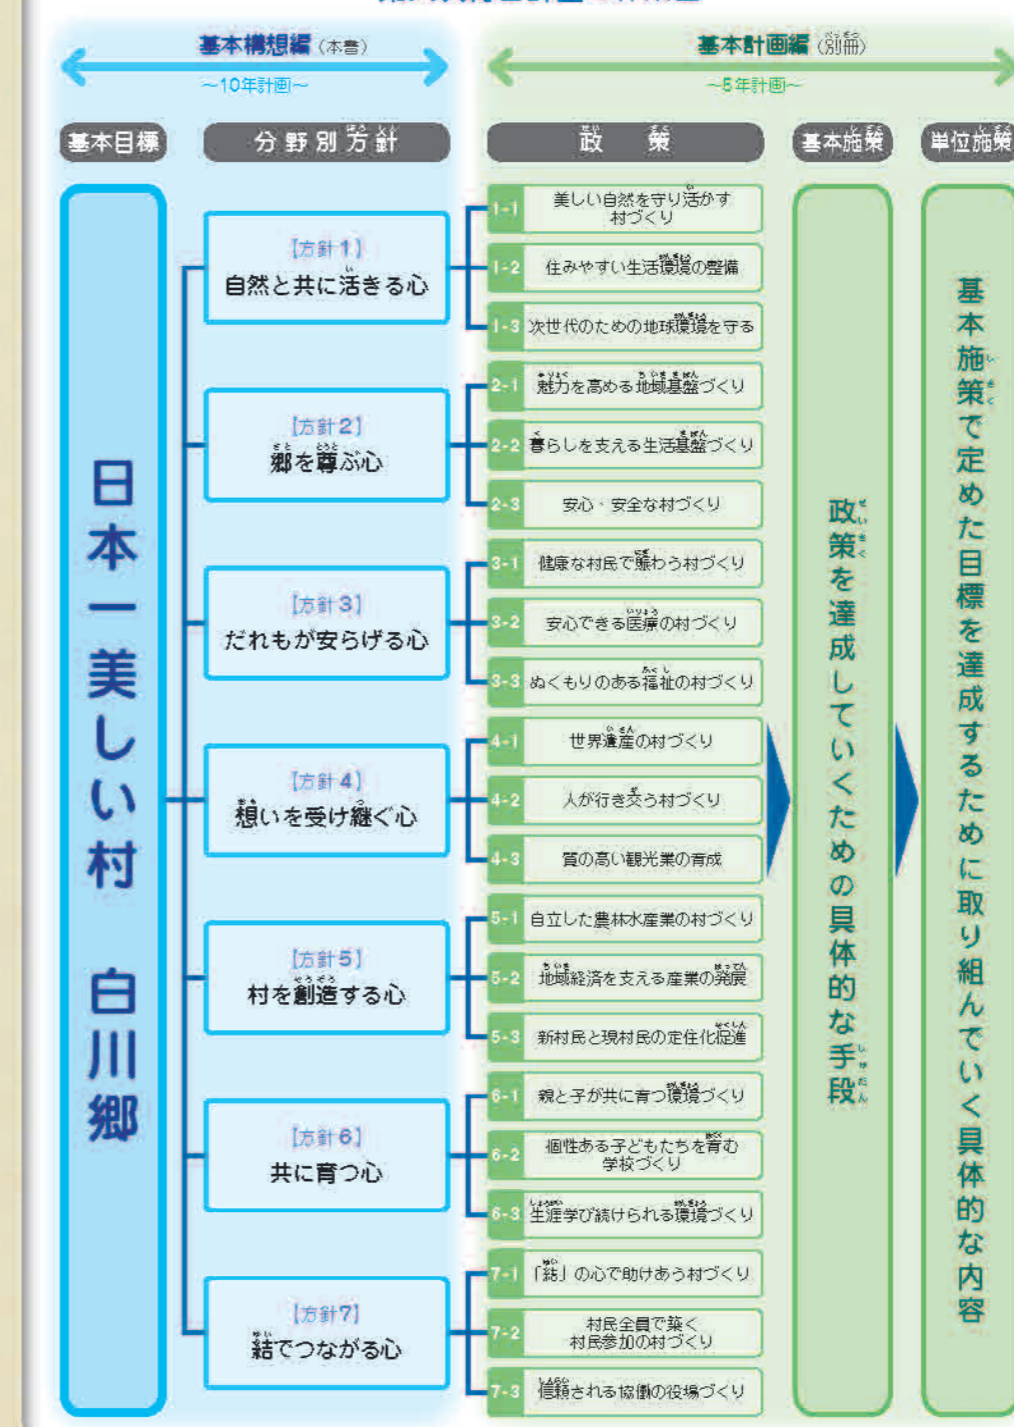 基本構想編（本書）
～10年計画～
基本計画編（別冊）
～5年計画～
基本目標
分野別方針
政策
基本施策
単位施策
日本一美しい村 白川郷
【方針1】
自然と共に活きる心
1-1 美しい自然を守り活かす
村づくり
1-2 住みやすい生活環境の整備
1-3 次世代のための地球環境を守る
【方針2】
郷を尊ぶ心
2-1 魅力を高める地域基盤づくり
2-2 暮らしを支える生活基盤づくり
2-3 安心・安全な村づくり
【方針3】
だれもが安らげる心
3-1 健康な村民で賑わう村づくり
3-2 安心できる医療の村づくり
3-3 ぬくもりのある福祉の村づくり
【方針4】
想いを受け継ぐ心
4-1 世界遺産の村づくり
4-2 人が行き交う村づくり
4-3 質の高い観光業の育成
【方針5】
村を創造する心
5-1 自立した農林水産業の村づくり
5-2 地域経済を支える産業の発展
5-3 新村民と現村民の定住化促進
【方針6】
共に育つ心
6-1 親と子が共に育つ環境づくり
6-2 個性ある子どもたちを育む
学校づくり
6-3 生涯学び続けられる環境づくり
【方針7】
結でつながる心
7-1 「結」の心で助けあう村づくり
7-2 村民全員で築く
村民参加の村づくり
7-3 信頼される協働の役場づくり
政策を達成していくための具体的な手段
基本施策で定めた目標を達成するために取り組んでいく具体的な内容